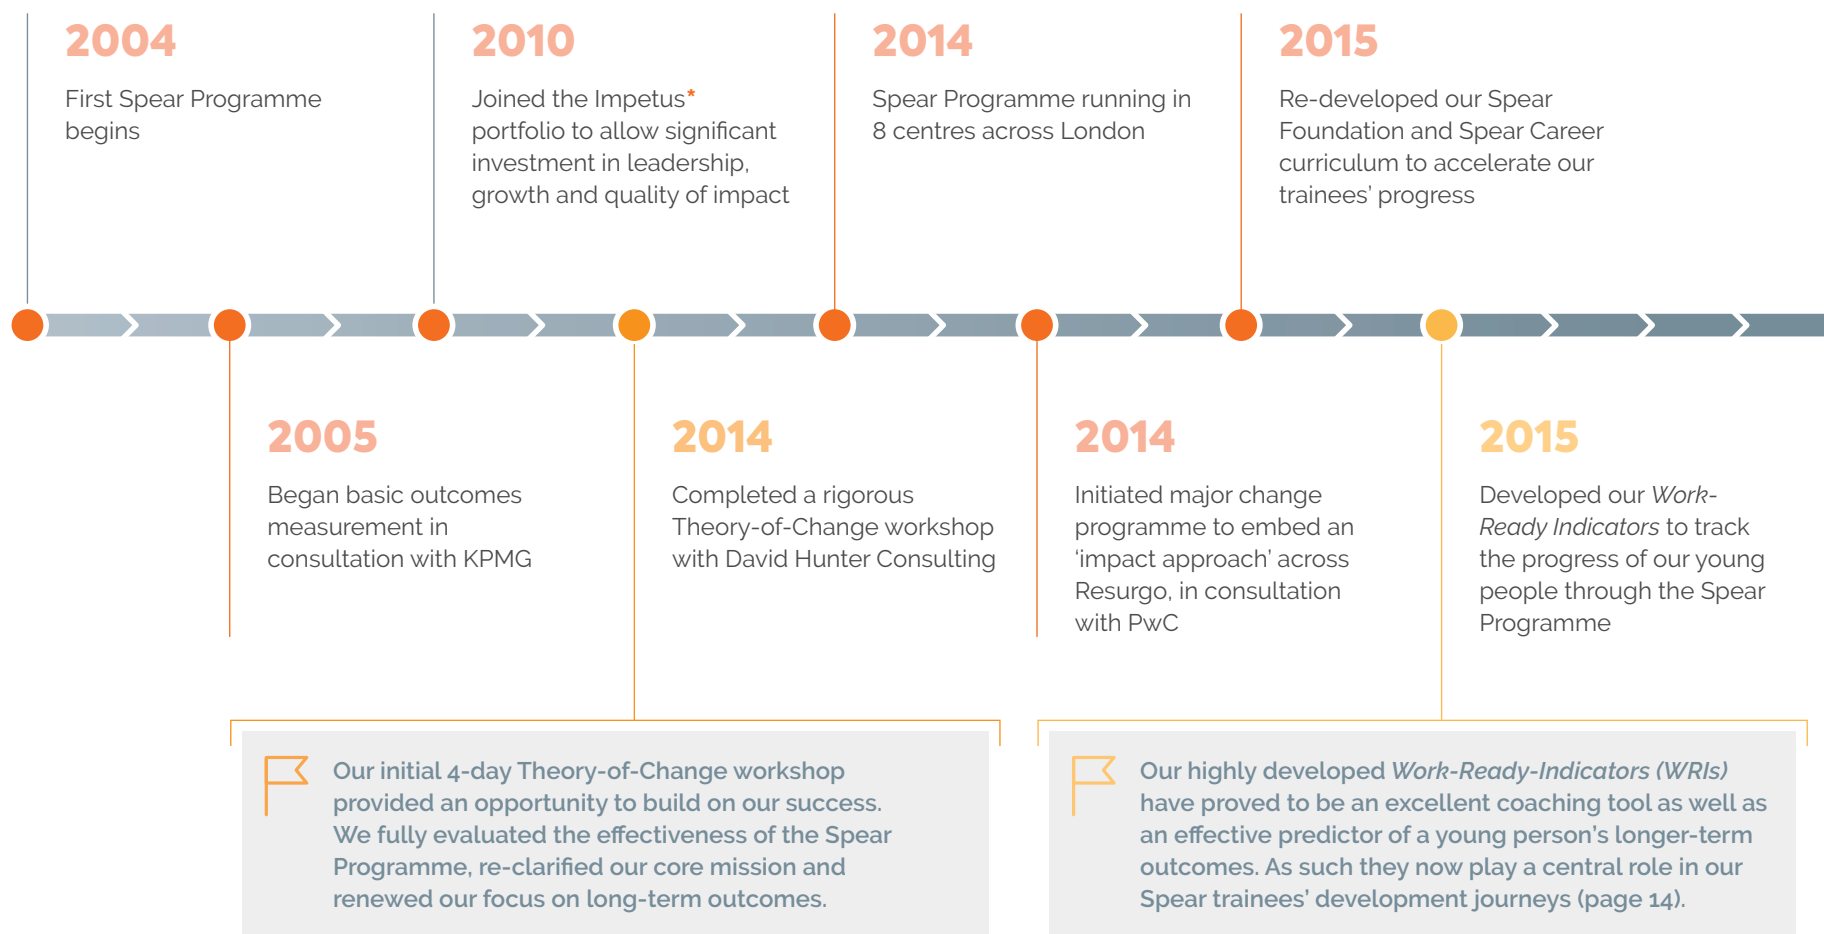 2004
First Spear Programme
begins
2010
Joined the Impetus*
portfolio to allow significant
investment in leadership,
growth and quality of impact
2014
Spear Programme running in
8 centres across London
2015
Re-developed our Spear
Foundation and Spear Career
curriculum to accelerate our
trainees’ progress
2005
Began basic outcomes
measurement in
consultation with KPMG
2014
Completed a rigorous
Theory-of-Change workshop
with David Hunter Consulting
2014
Initiated major change
programme to embed an
‘impact approach’ across
Resurgo, in consultation
with PwC
2015
Developed our Work-
Ready Indicators to track
the progress of our young
people through the Spear
Programme
Our initial 4-day Theory-of-Change workshop
provided an opportunity to build on our success.
We fully evaluated the effectiveness of the Spear
Programme, re-clarified our core mission and
renewed our focus on long-term outcomes.
Our highly developed Work-Ready-Indicators (WRIs)
have proved to be an excellent coaching tool as well as
an effective predictor of a young person’s longer-term
outcomes. As such they now play a central role in our
Spear trainees’ development journeys (page 14).